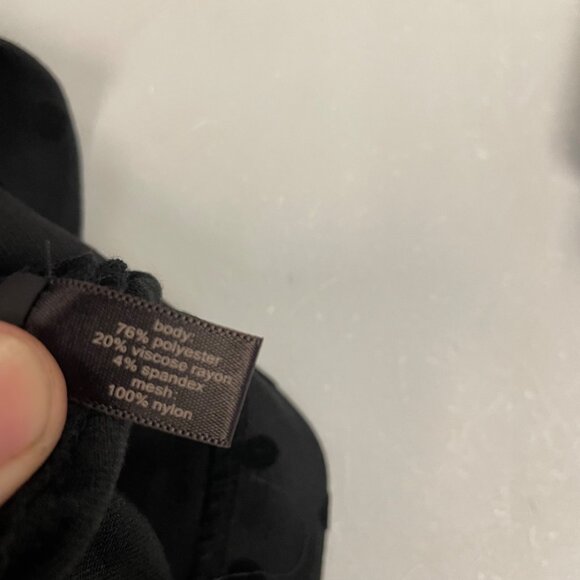 body:
76% polyester
20% viscose rayon
4% spandex
mesh:
100% nylon